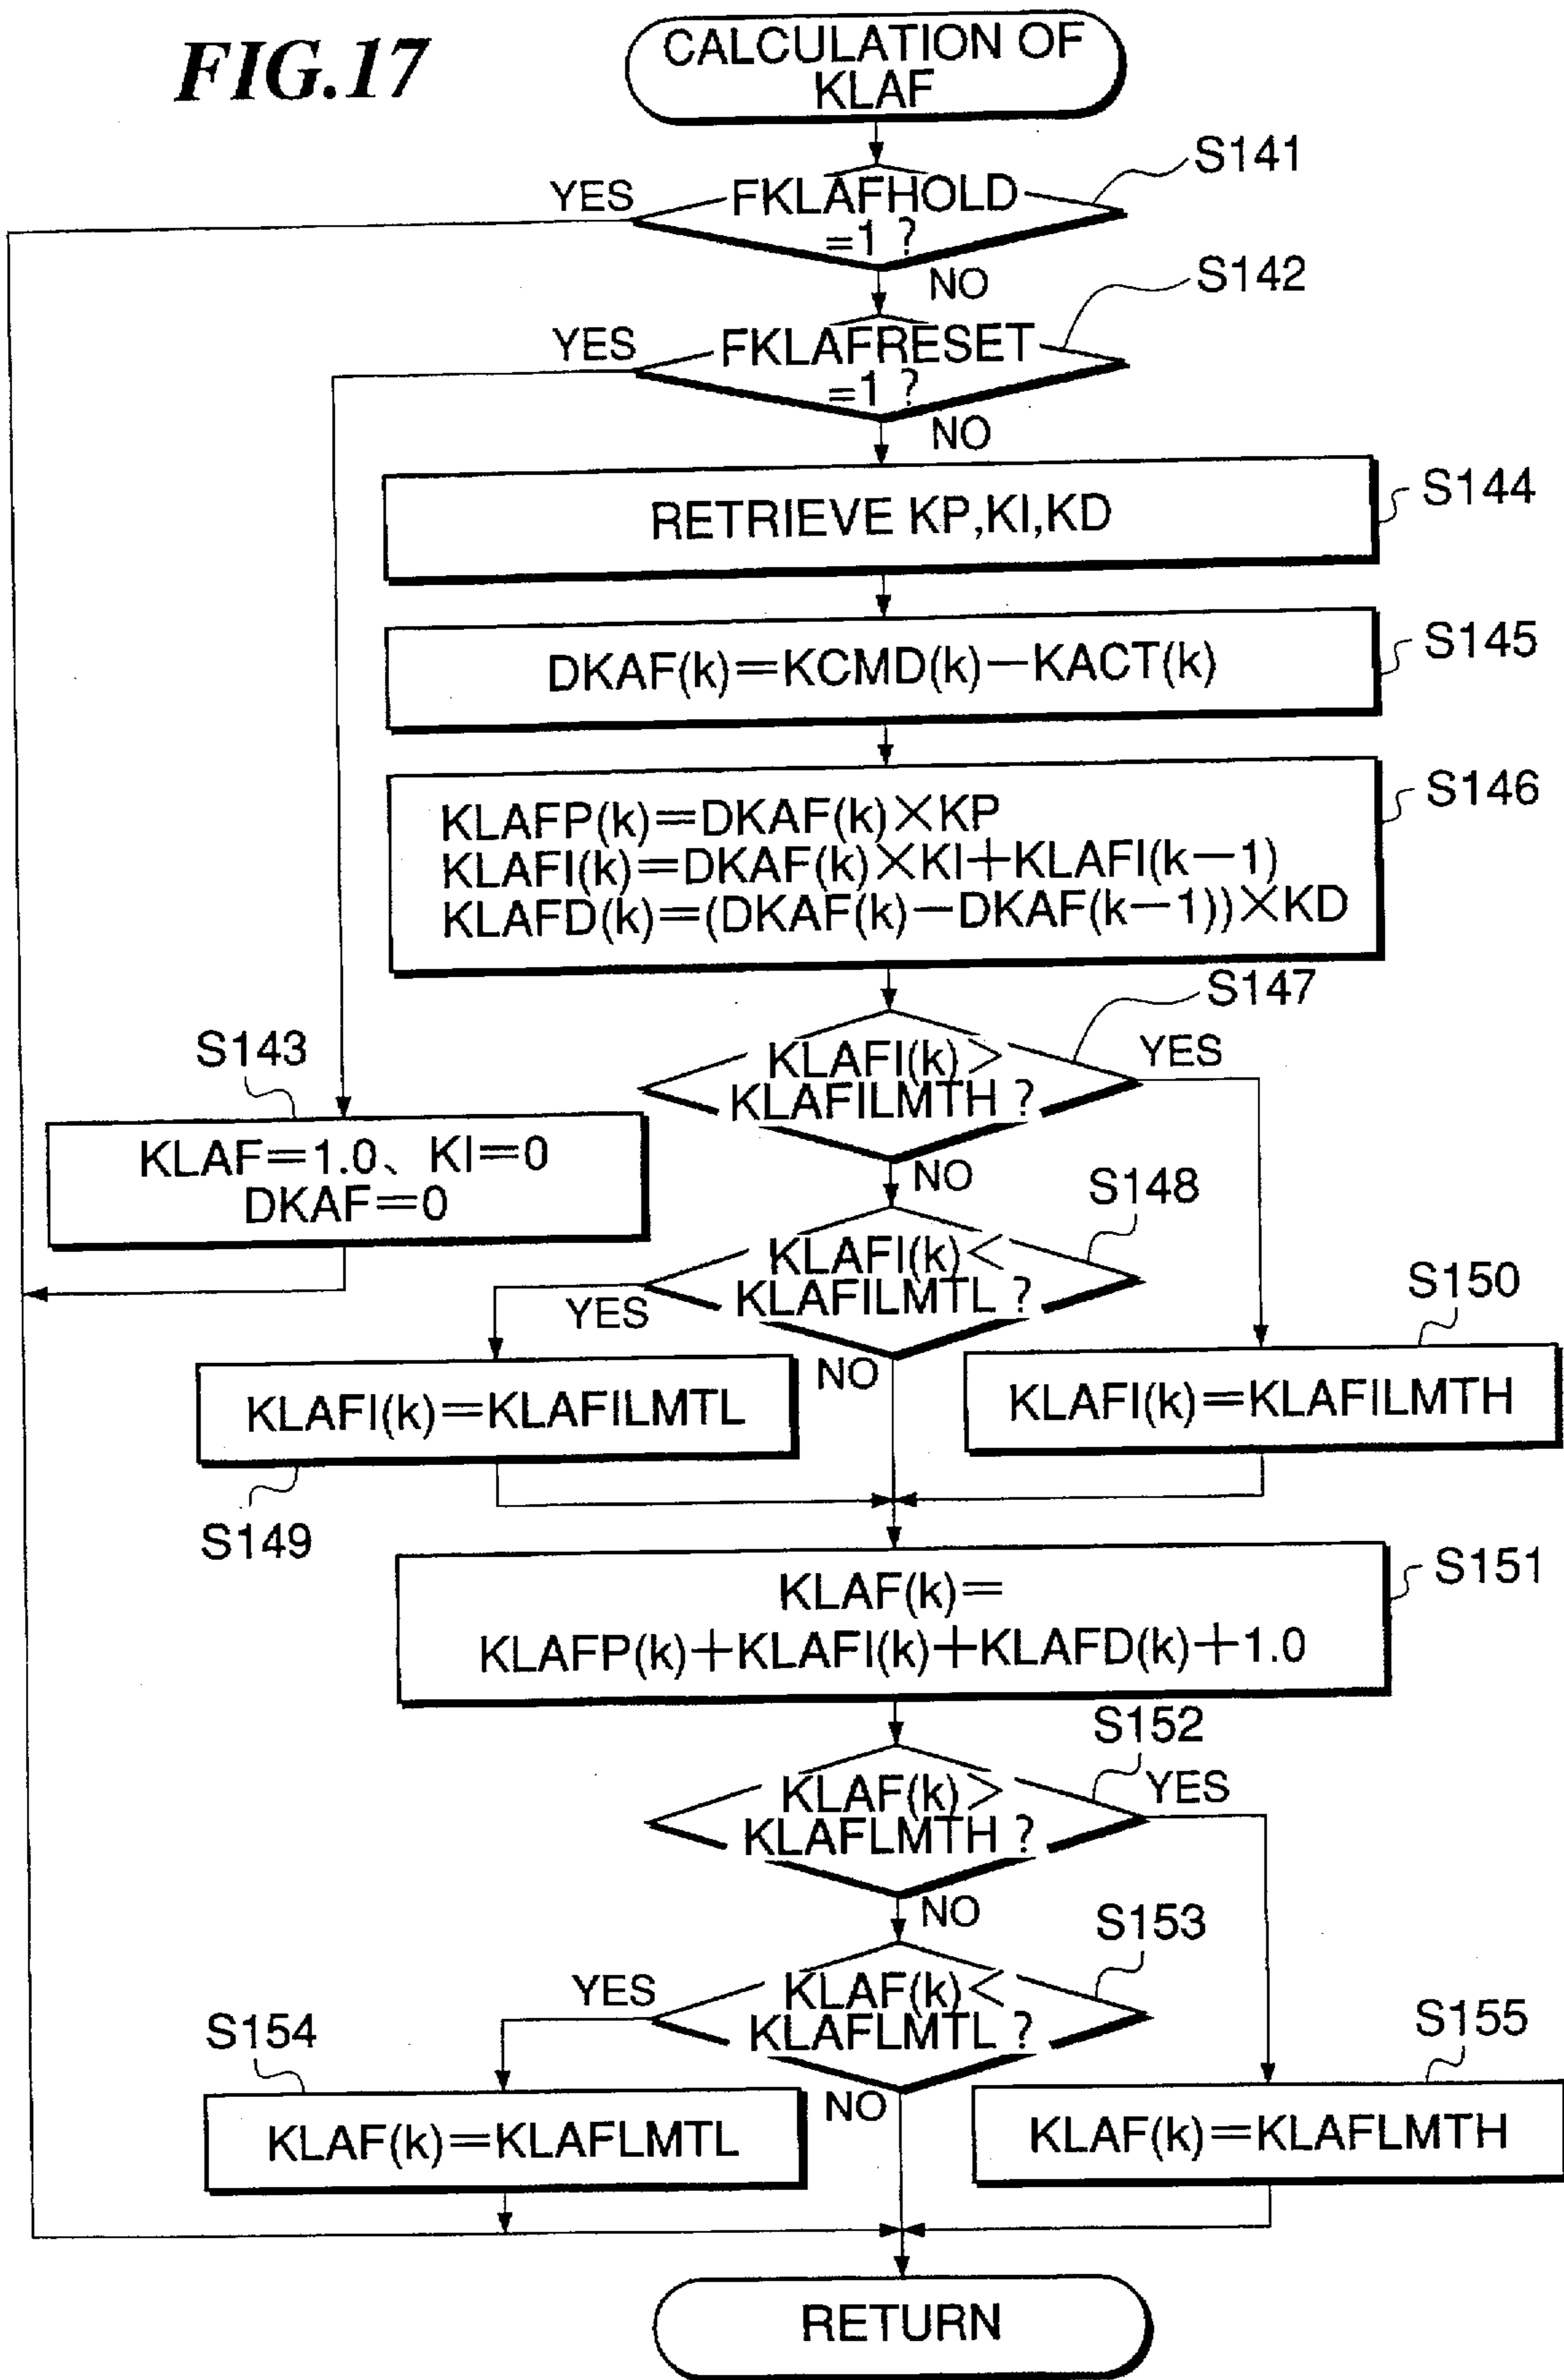 FIG.17
CALCULATION OF
KLAF
S141
YES
FKLAFHOLD
=1 ?
NO
S142
YES
FKLAFRESET
=1 ?
NO
S144
RETRIEVE KP,KI,KD
S145
DKAF(k)=KCMD(k)−KACT(k)
S146
KLAFP(k)=DKAF(k)×KP
KLAFI(k)=DKAF(k)×KI+KLAFI(k−1)
KLAFD(k)=(DKAF(k)−DKAF(k−1))×KD
S147
KLAFI(k)>
KLAFILMTH ?
YES
NO
S143
KLAF=1.0、KI=0
DKAF=0
S148
KLAFI(k)<
KLAFILMTL ?
YES
NO
S150
KLAFI(k)=KLAFILMTL
KLAFI(k)=KLAFILMTH
S149
S151
KLAF(k)=
KLAFP(k)+KLAFI(k)+KLAFD(k)+1.0
S152
KLAF(k)>
KLAFLMTH ?
YES
NO
S153
YES
KLAF(k)<
KLAFLMTL ?
NO
S154
S155
KLAF(k)=KLAFLMTL
KLAF(k)=KLAFLMTH
RETURN